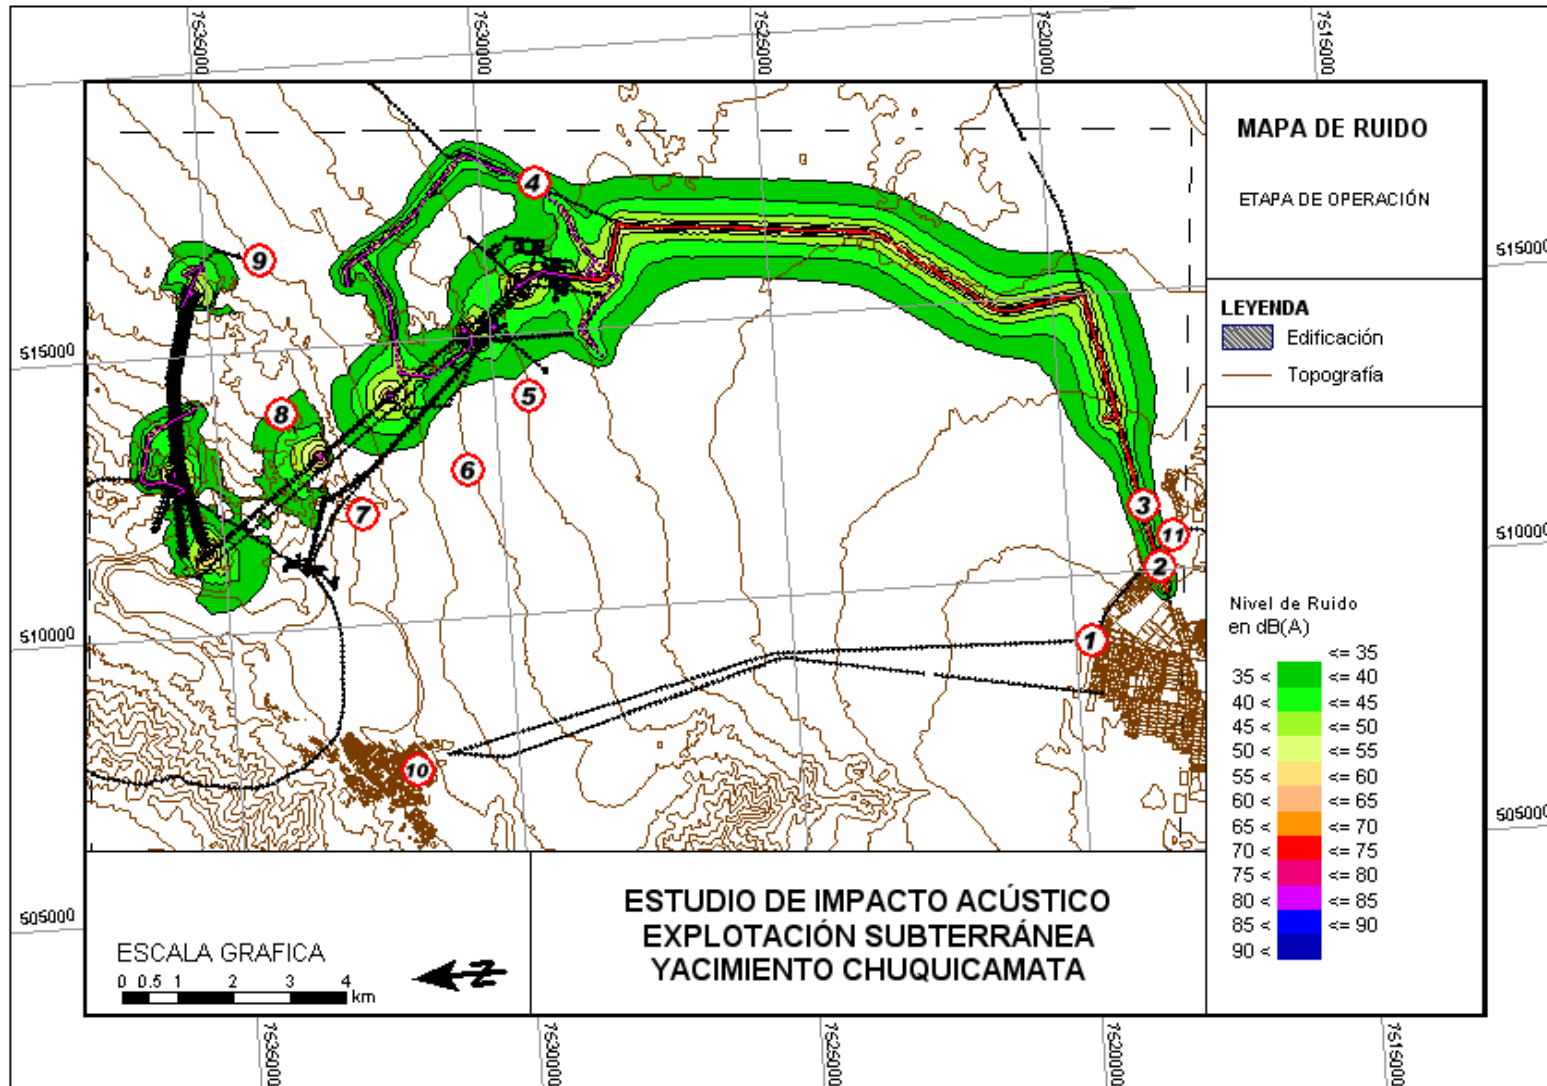 7535000
7530000
7525000
7520000
7515000
MAPA DE RUIDO
ETAPA DE OPERACIÓN
515000
LEYENDA
Edificación
Topografía
515000
4
9
5
8
6
7
3
11
2
1
10
510000
510000
Nivel de Ruido
en dB(A)
<= 35
35 < <= 40
40 < <= 45
45 < <= 50
50 < <= 55
55 < <= 60
60 < <= 65
65 < <= 70
70 < <= 75
75 < <= 80
80 < <= 85
85 < <= 90
90 <
505000
505000
ESTUDIO DE IMPACTO ACÚSTICO
EXPLOTACIÓN SUBTERRÁNEA
YACIMIENTO CHUQUICAMATA
ESCALA GRAFICA
0 0.5 1 2 3 4
km
N
7535000
7530000
7525000
7520000
7515000